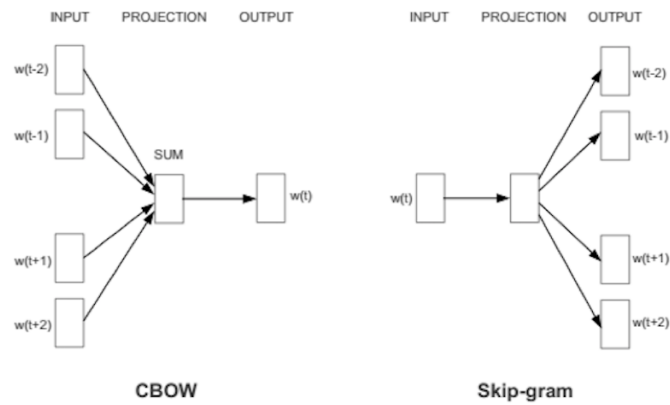 INPUT PROJECTION OUTPUT
w(t-2)
w(t-1)
SUM
w(t)
w(t+1)
w(t+2)
CBOW
INPUT PROJECTION OUTPUT
w(t-2)
w(t-1)
w(t)
w(t+1)
w(t+2)
Skip-gram